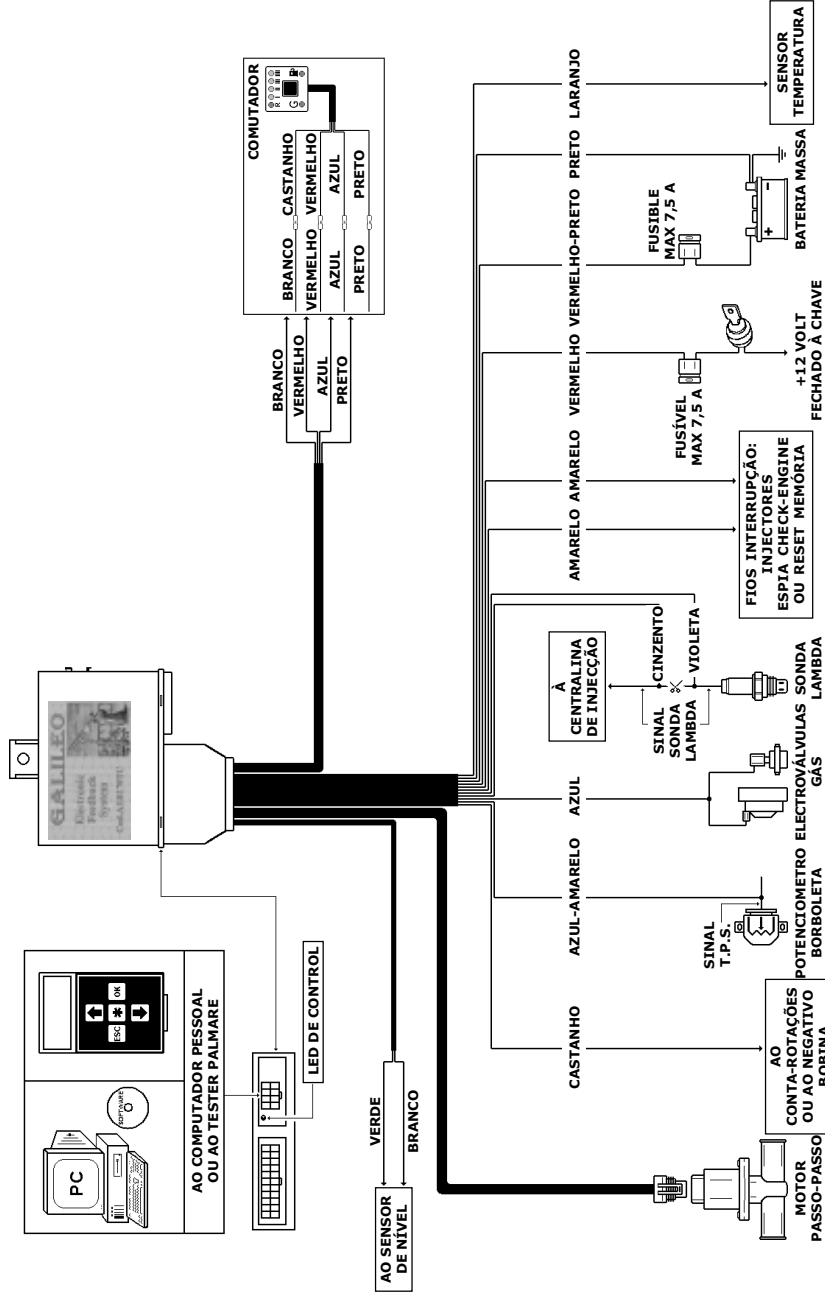 GALILEO
Electronic
Feedback
System
PC
SOFTWARE
ESC
OK
AO COMPUTADOR PESSOAL
OU AO TESTER PALMARE
LED DE CONTROL
COMUTADOR
R
G
BRANCO
CASTANHO
VERMELHO
VERMELHO
AZUL
AZUL
PRETO
PRETO
BRANCO
VERMELHO
AZUL
PRETO
VERDE
BRANCO
AO SENSOR
DE NÍVEL
CASTANHO
AZUL-AMARELO
AZUL
CINZENTO
VIOLETA
AMARELO
AMARELO
VERMELHO
VERMELHO-PRETO
PRETO
LARANJO
À
CENTRALINA
DE INJECÇÃO
SINAL
SONDA
LAMBDA
SINAL
T.P.S.
FUSÍVEL
MAX 7,5 A
FUSIBLE
MAX 7,5 A
MOTOR
PASSO-PASSO
AO
CONTA-ROTAÇÕES
OU AO NEGATIVO
BOBINA
POTENCIOMETRO
BORBOLETA
ELECTROVÁLVULAS
GÁS
SONDA
LAMBDA
FIOS INTERRUPÇÃO:
INJECTORES
ESPIA CHECK-ENGINE
OU RESET MEMÓRIA
+12 VOLT
FECHADO À CHAVE
+
-
BATERIA MASSA
SENSOR
TEMPERATURA